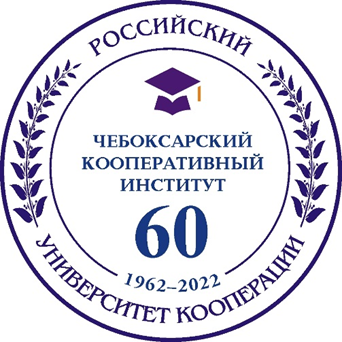 РОССИЙСКИЙ
ЧЕБОКСАРСКИЙ
КООПЕРАТИВНЫЙ
ИНСТИТУТ
60
1962–2022
УНИВЕРСИТЕТ КООПЕРАЦИИ